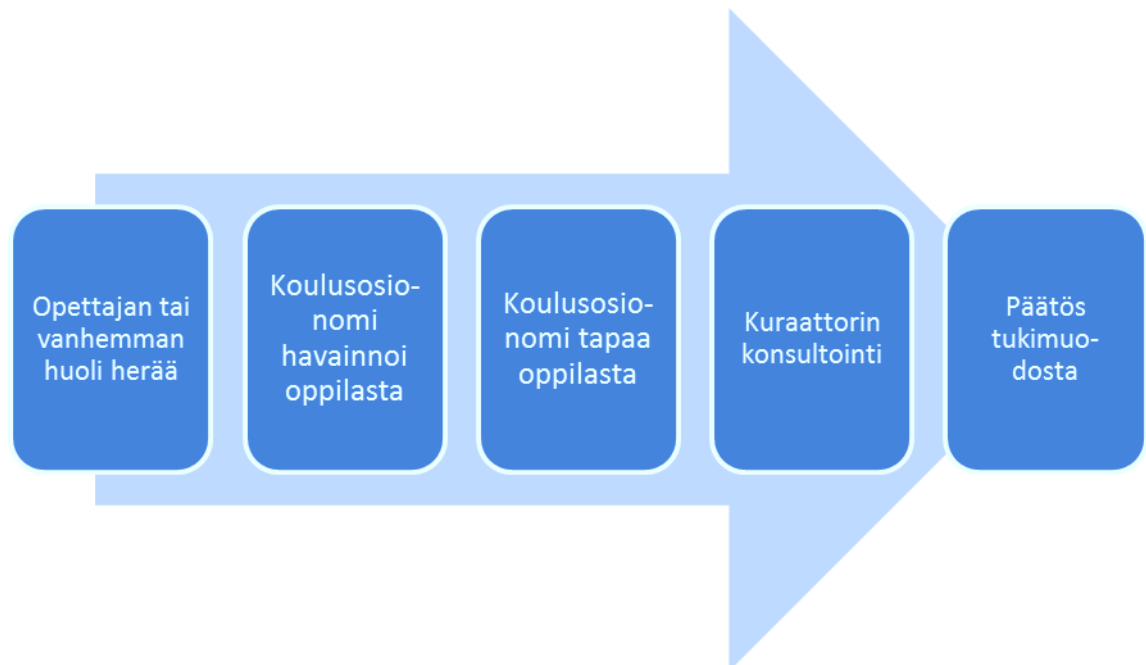 Opettajan tai
vanhemman
huoli herää
Koulusosio-
nomi
havainnoi
oppilasta
Koulusosio-
nomi tapaa
oppilasta
Kuraattorin
konsultointi
Päätös
tukimuo-
dosta